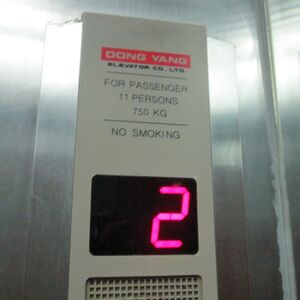 DONG YANG
ELEVATOR CO., LTD.
FOR PASSENGER
11 PERSONS
750 KG
NO SMOKING
2